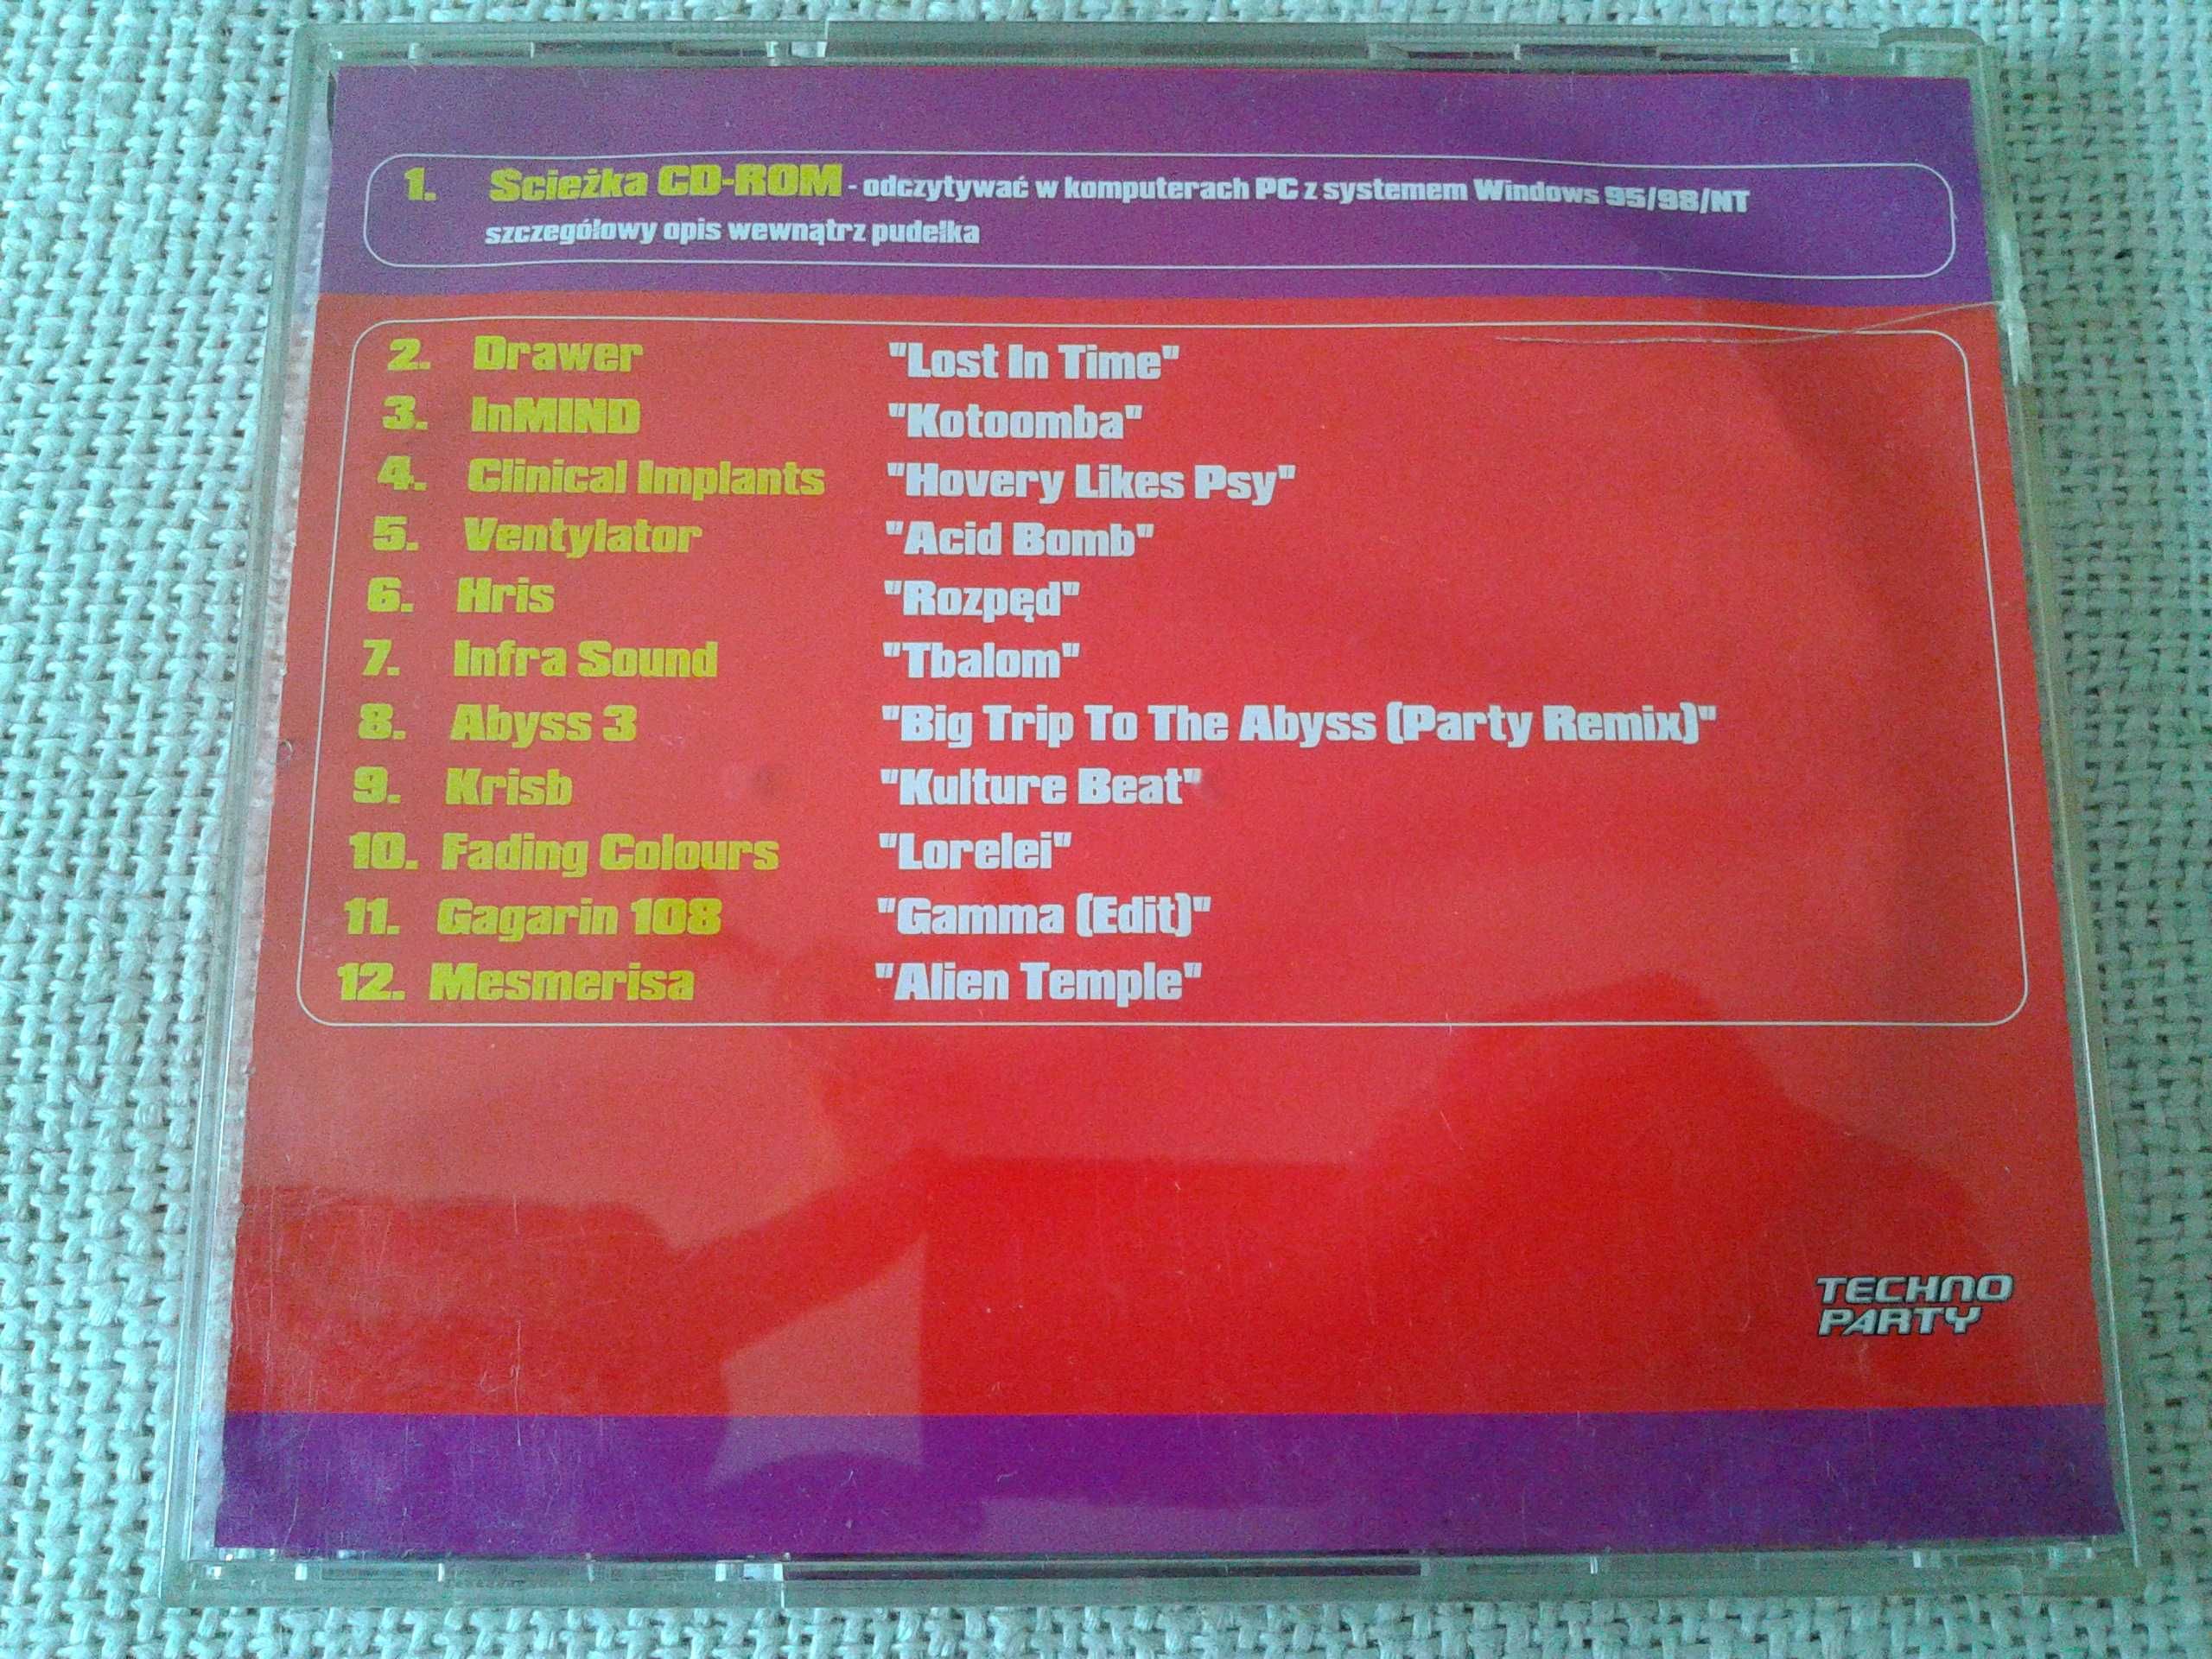 1. Scieżka CD-ROM - odczytywać w komputerach PC z systemem Windows 95/98/NT
szczegółowy opis wewnątrz pudełka
2. Drawer "Lost In Time"
3. InMIND "Kotoomba"
4. Clinical Implants "Hovery Likes Psy"
5. Ventylator "Acid Bomb"
6. Hris "Rozpęd"
7. Infra Sound "Tbalom"
8. Abyss 3 "Big Trip To The Abyss (Party Remix)"
9. Krisb "Kulture Beat"
10. Fading Colours "Lorelei"
11. Gagarin 108 "Gamma (Edit)"
12. Mesmerisa "Alien Temple"
TECHNO
PARTY